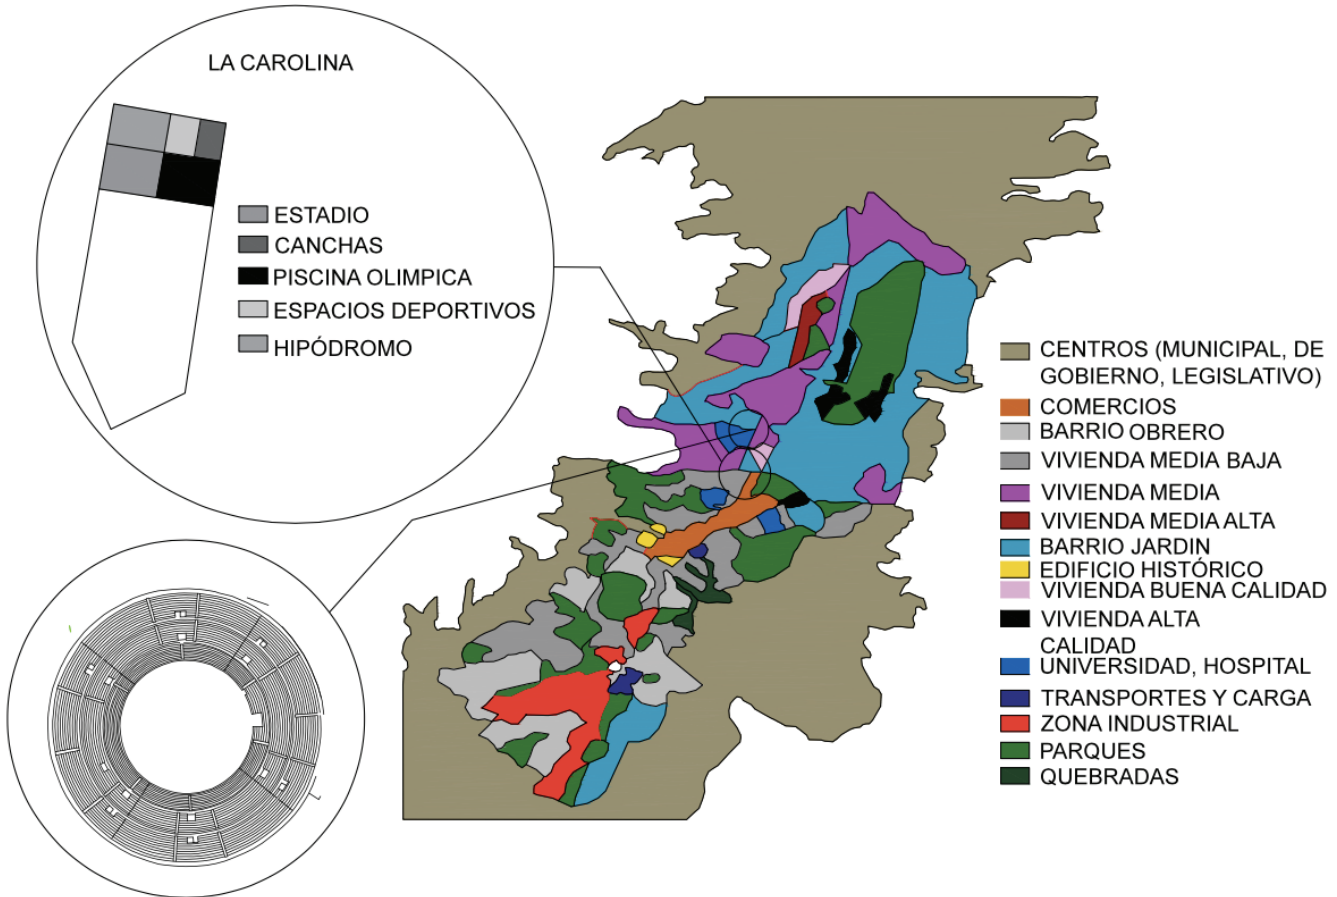 LA CAROLINA
ESTADIO
CANCHAS
PISCINA OLIMPICA
ESPACIOS DEPORTIVOS
HIPÓDROMO
CENTROS (MUNICIPAL, DE
GOBIERNO, LEGISLATIVO)
COMERCIOS
BARRIO OBRERO
VIVIENDA MEDIA BAJA
VIVIENDA MEDIA
VIVIENDA MEDIA ALTA
BARRIO JARDIN
EDIFICIO HISTÓRICO
VIVIENDA BUENA CALIDAD
VIVIENDA ALTA
CALIDAD
UNIVERSIDAD, HOSPITAL
TRANSPORTES Y CARGA
ZONA INDUSTRIAL
PARQUES
QUEBRADAS